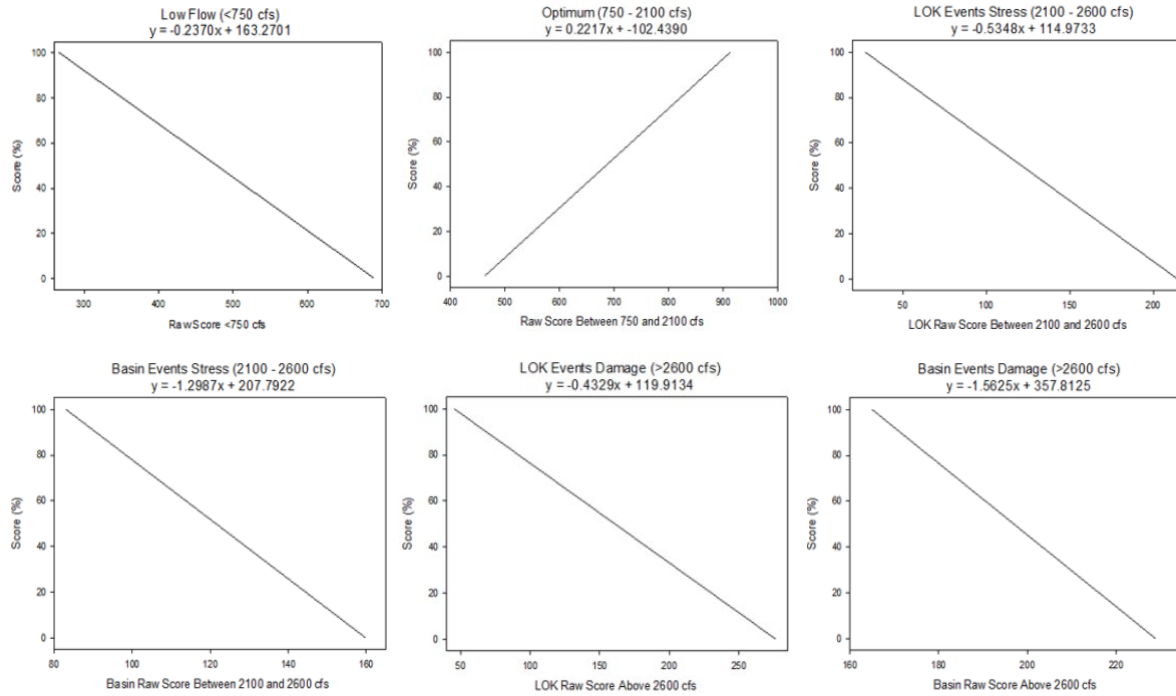 Low Flow (<750 cfs)
y = -0.2370x + 163.2701
100
80
60
40
20
0
Score (%)
300
400
500
600
700
RawScore <750 cfs
Optimum (750 - 2100 cfs)
y = 0.2217x + -102.4390
100
80
60
40
20
0
Score (%)
400
500
600
700
800
900
1000
Raw Score Between 750 and 2100 cfs
LOK Events Stress (2100 - 2600 cfs)
y = -0.5348x + 114.9733
100
80
60
40
20
0
Score (%)
50
100
150
200
LOK Raw Score Between 2100 and 2600 cfs
Basin Events Stress (2100 - 2600 cfs)
y = -1.2987x + 207.7922
100
80
60
40
20
0
Score (%)
80
100
120
140
160
Basin Raw Score Between 2100 and 2600 cfs
LOK Events Damage (>2600 cfs)
y = -0.4329x + 119.9134
100
80
60
40
20
0
Score (%)
50
100
150
200
250
LOK Raw Score Above 2600 cfs
Basin Events Damage (>2600 cfs)
y = -1.5625x + 357.8125
100
80
60
40
20
0
Score (%)
160
180
200
220
Basin Raw Score Above 2600 cfs